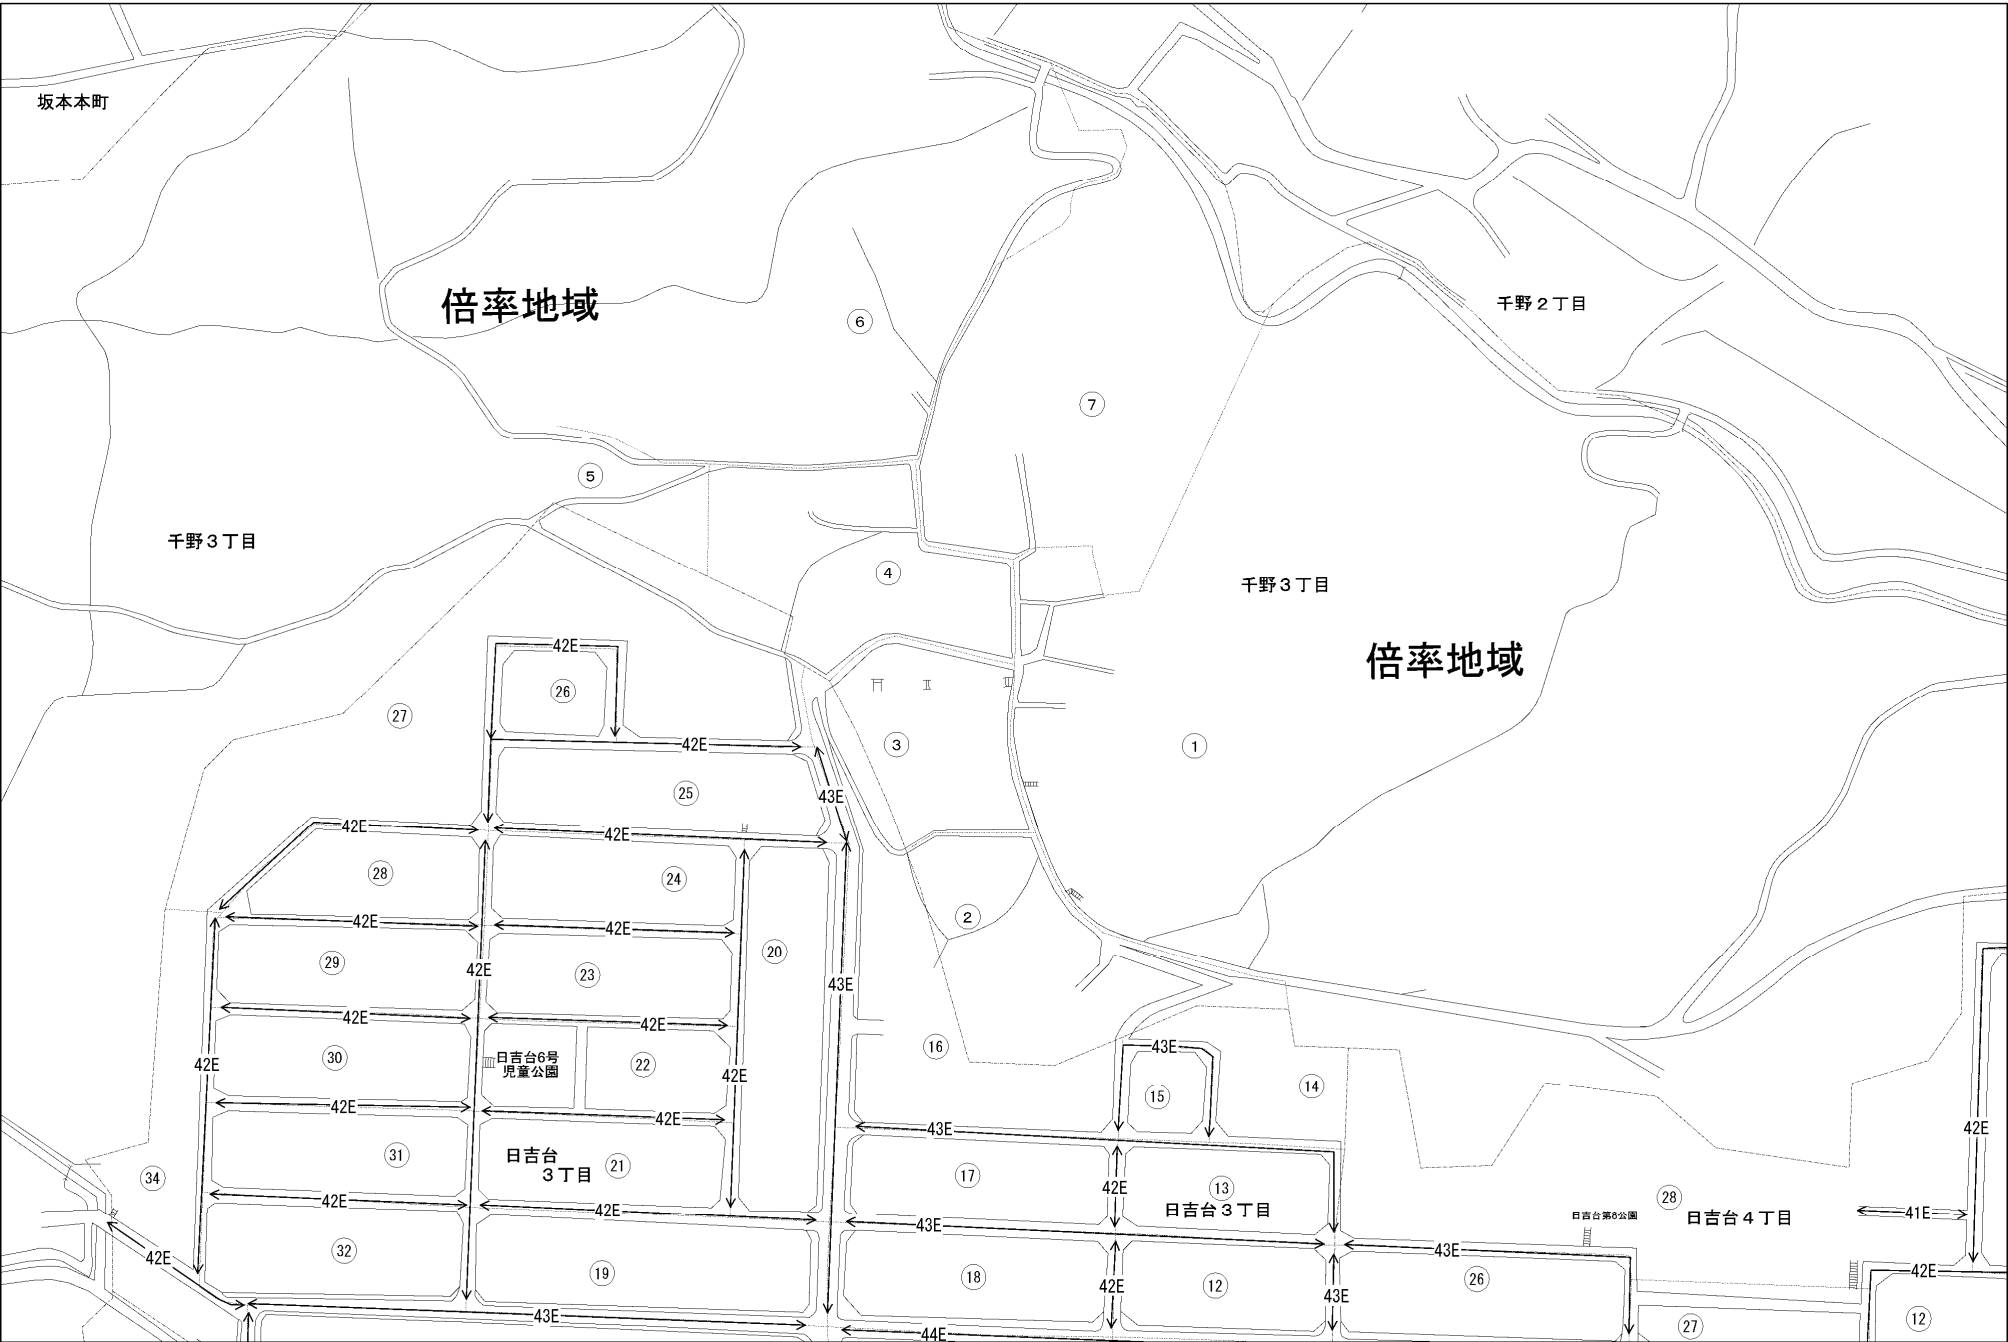 坂本本町
倍率地域
千野２丁目
⑥
⑦
⑤
千野３丁目
④
千野３丁目
倍率地域
42E
㉖
㉗
③
①
42E
㉕
43E
42E
42E
㉘
㉔
②
42E
42E
⑳
㉙
㉓
42E
43E
42E
42E
⑯
43E
㉚
日吉台6号
児童公園
㉒
42E
42E
⑮
⑭
42E
42E
43E
42E
㉛
日吉台
３丁目
㉑
⑰
42E
⑬
㉞
42E
42E
43E
日吉台３丁目
日吉台第8公園
㉘
日吉台４丁目
41E
㉜
42E
⑲
⑱
42E
⑫
43E
㉖
42E
43E
43E
44E
㉗
⑫